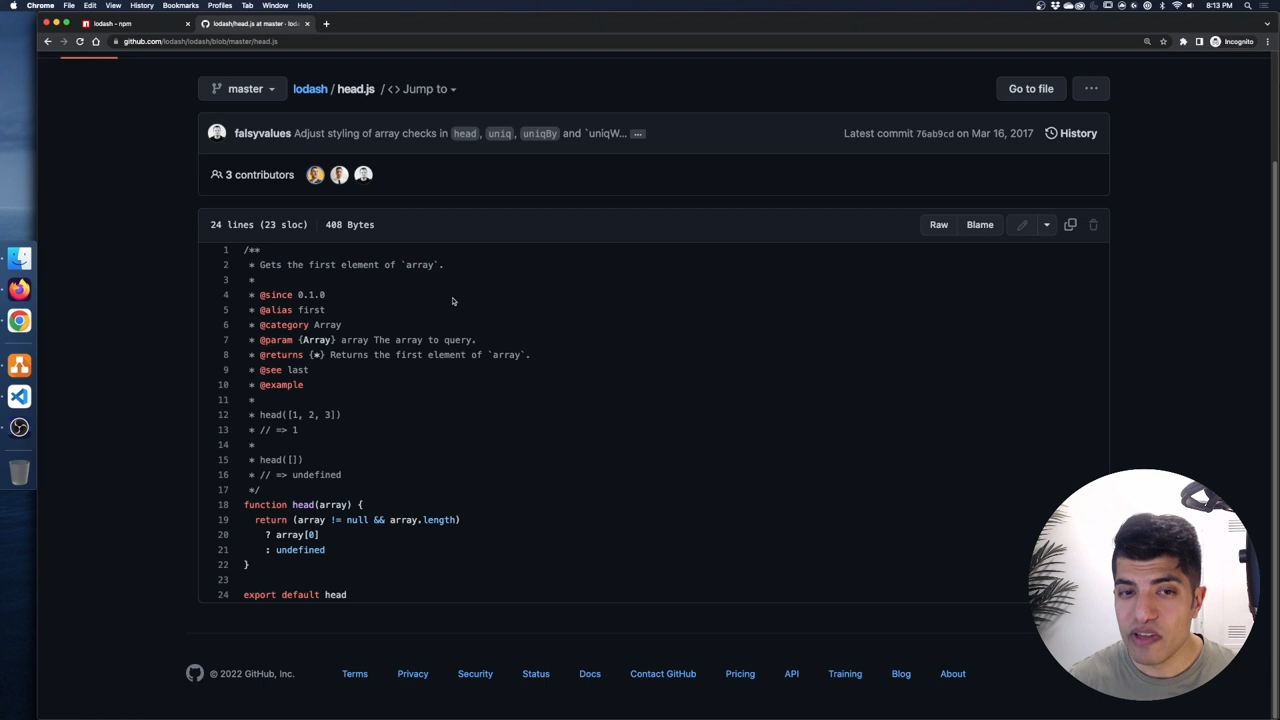 Chrome File Edit View History Bookmarks Profiles Tab Window Help
8:13 PM
lodash - npm
lodash/head.js at master · loda
github.com/lodash/lodash/blob/master/head.js
Incognito
master
lodash / head.js / <> Jump to
Go to file
...
falsyvalues Adjust styling of array checks in head, uniq, uniqBy and `uniqW... ...
Latest commit 76ab9cd on Mar 16, 2017 History
3 contributors
24 lines (23 sloc) | 408 Bytes
Raw Blame
1 /**
2 * Gets the first element of `array`.
3 *
4 * @since 0.1.0
5 * @alias first
6 * @category Array
7 * @param {Array} array The array to query.
8 * @returns {*} Returns the first element of `array`.
9 * @see last
10 * @example
11 *
12 * head([1, 2, 3])
13 * // => 1
14 *
15 * head([])
16 * // => undefined
17 */
18 function head(array) {
19 return (array != null && array.length)
20 ? array[0]
21 : undefined
22 }
23
24 export default head
© 2022 GitHub, Inc.
Terms Privacy Security Status Docs Contact GitHub Pricing API Training Blog About